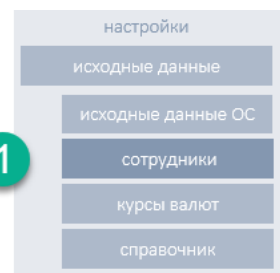 настройки
исходные данные
исходные данные ОС
1
сотрудники
курсы валют
справочник